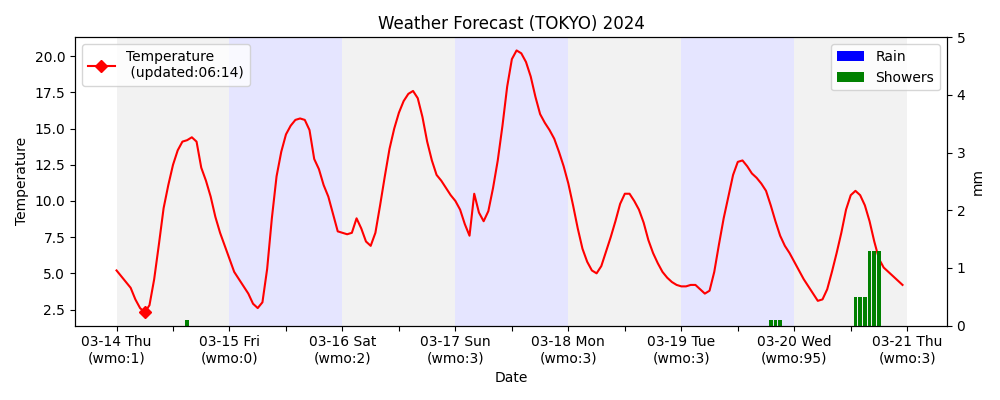 Weather Forecast (TOKYO) 2024
Temperature
(updated:06:14)
Rain
Showers
Temperature
20.0
17.5
15.0
12.5
10.0
7.5
5.0
2.5
5
4
3
2
1
0
mm
03-14 Thu
(wmo:1)
03-15 Fri
(wmo:0)
03-16 Sat
(wmo:2)
03-17 Sun
(wmo:3)
03-18 Mon
(wmo:3)
03-19 Tue
(wmo:3)
03-20 Wed
(wmo:95)
03-21 Thu
(wmo:3)
Date